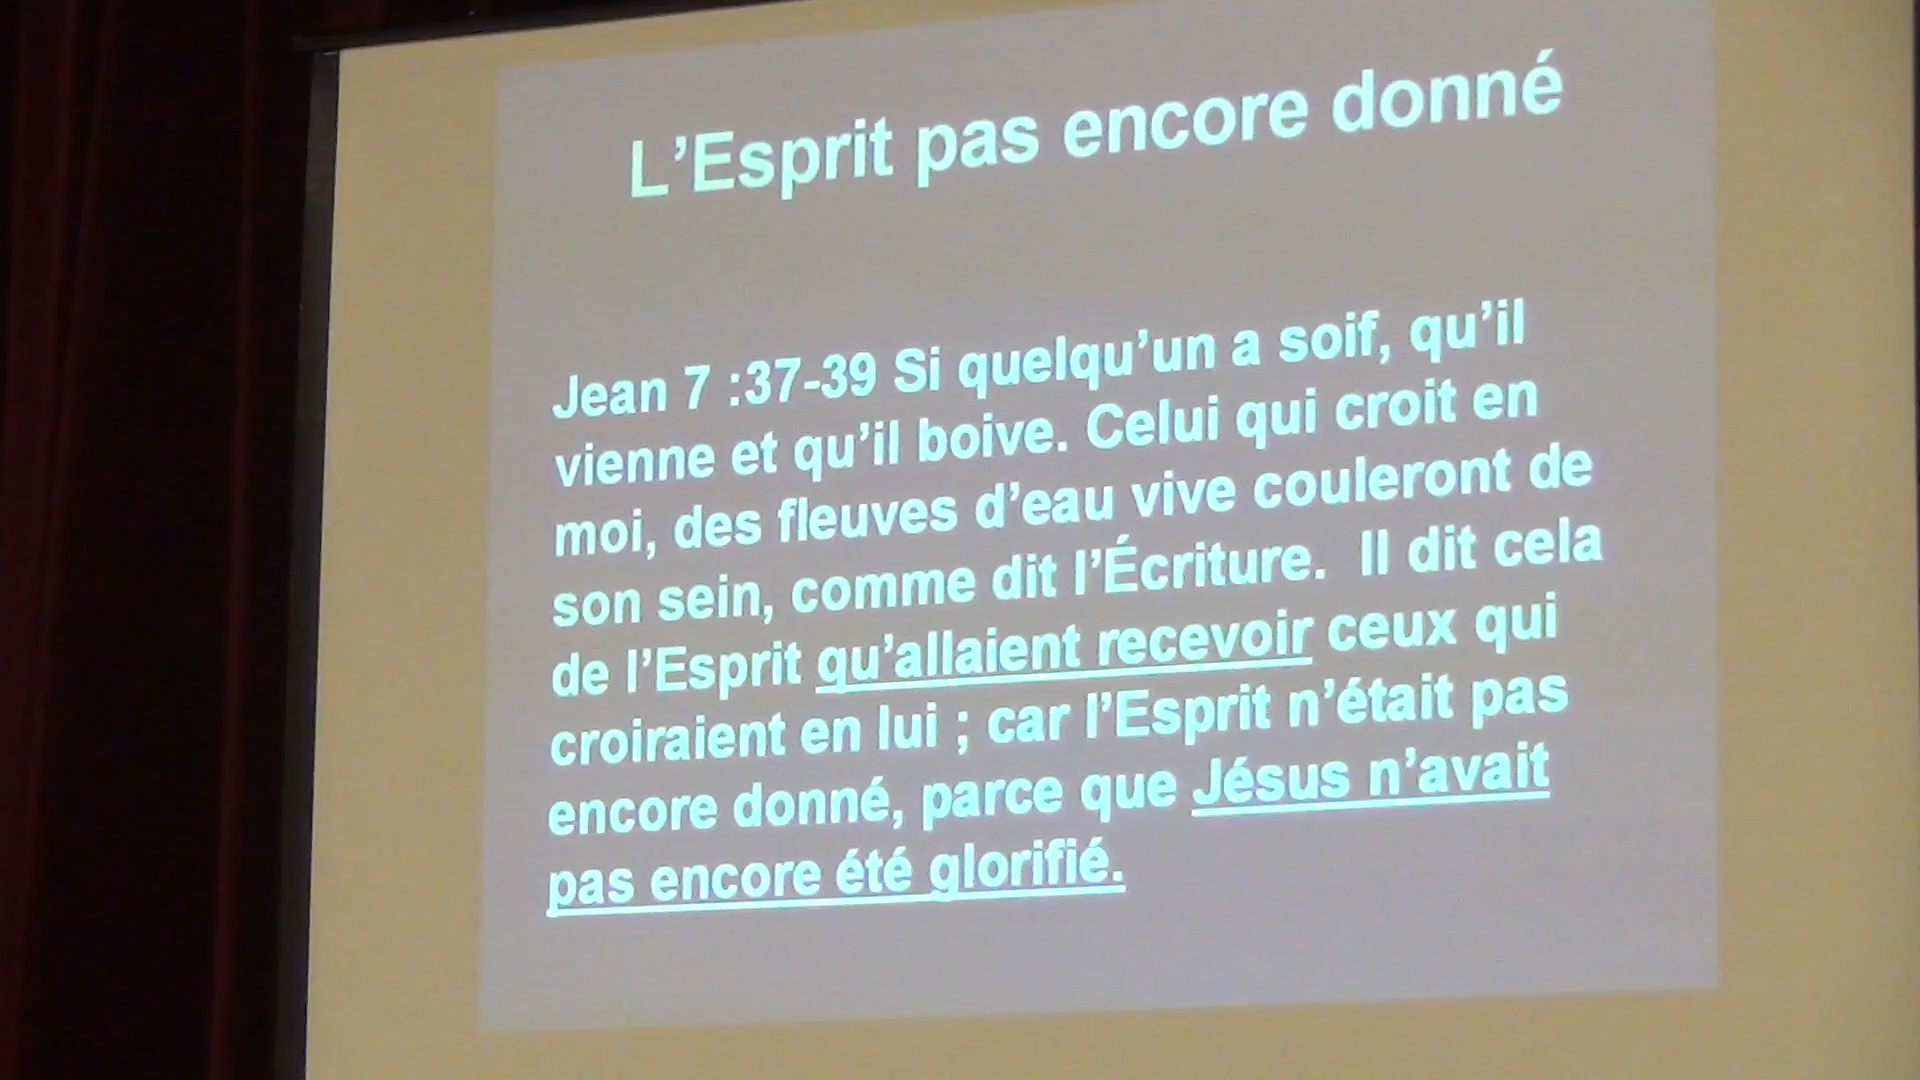 L’Esprit pas encore donné
Jean 7 :37-39 Si quelqu’un a soif, qu’il
vienne et qu’il boive. Celui qui croit en
moi, des fleuves d’eau vive couleront de
son sein, comme dit l’Écriture.  Il dit cela
de l’Esprit qu’allaient recevoir ceux qui
croiraient en lui ; car l’Esprit n’était pas
encore donné, parce que Jésus n’avait
pas encore été glorifié.